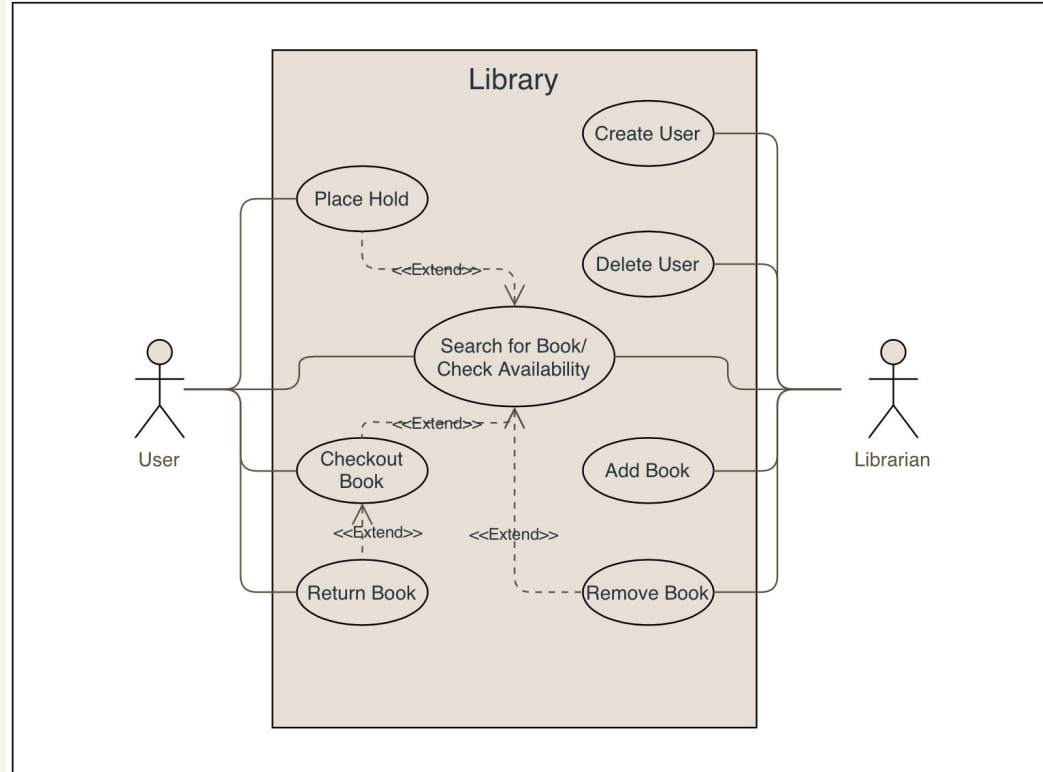 Library
Create User
Place Hold
Delete User
<<Extend>>
Search for Book/
Check Availability
User
Librarian
<<Extend>>
Checkout
Book
Add Book
<<Extend>>
<<Extend>>
Return Book
Remove Book